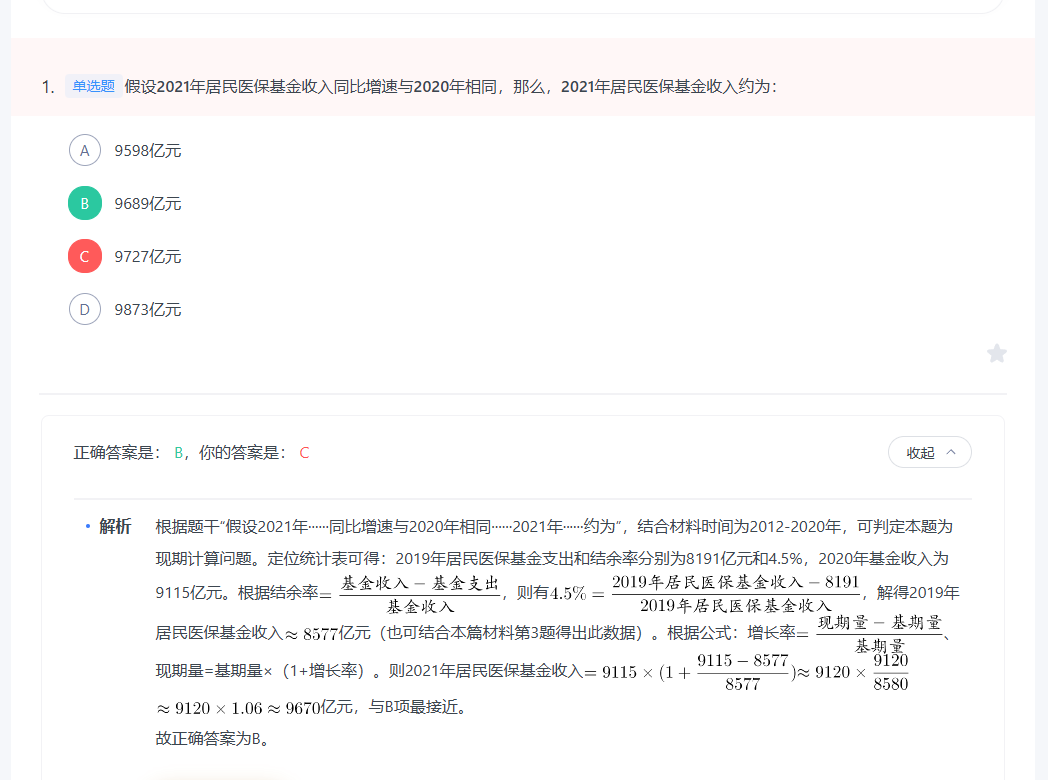 1. 单选题 假设2021年居民医保基金收入同比增速与2020年相同，那么，2021年居民医保基金收入约为：
A 9598亿元
B 9689亿元
C 9727亿元
D 9873亿元
正确答案是： B，你的答案是： C 收起
解析 根据题干“假设2021年……同比增速与2020年相同……2021年……约为”，结合材料时间为2012-2020年，可判定本题为
现期计算问题。定位统计表可得：2019年居民医保基金支出和结余率分别为8191亿元和4.5%，2020年基金收入为
9115亿元。根据结余率= 基金收入 − 基金支出 / 基金收入，则有4.5% = 2019年居民医保基金收入 − 8191 / 2019年居民医保基金收入，解得2019年
居民医保基金收入≈ 8577亿元（也可结合本篇材料第3题得出此数据）。根据公式：增长率= 现期量 − 基期量 / 基期量、
现期量=基期量×（1+增长率）。则2021年居民医保基金收入= 9115 × (1 + 9115 − 8577 / 8577)≈ 9120 × 9120 / 8580
≈ 9120 × 1.06 ≈ 9670亿元，与B项最接近。
故正确答案为B。